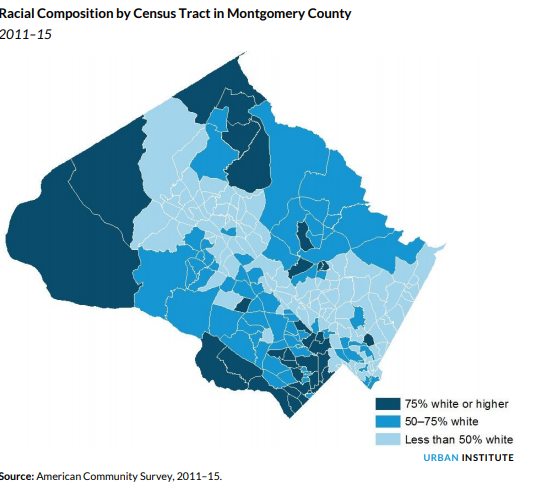 Racial Composition by Census Tract in Montgomery County
2011–15
75% white or higher
50–75% white
Less than 50% white
URBAN INSTITUTE
Source: American Community Survey, 2011–15.